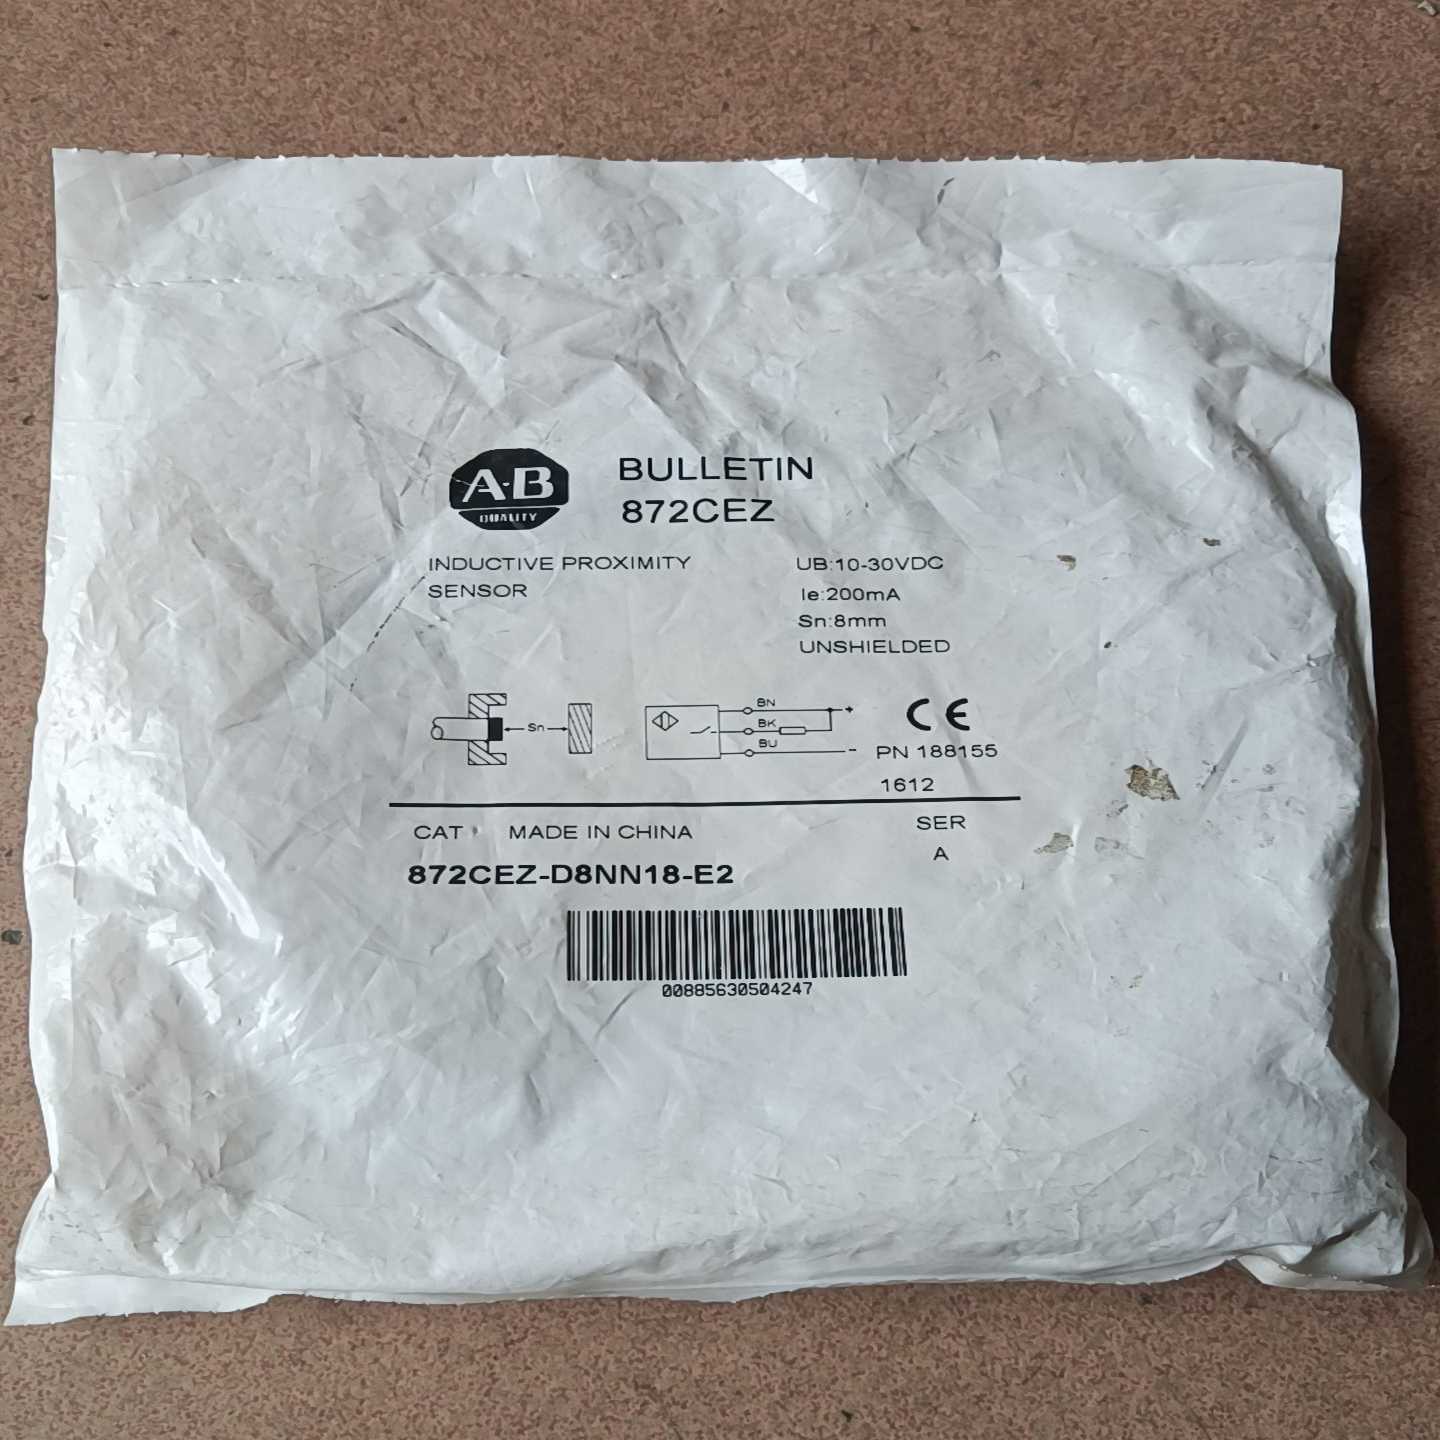 A-B
QUALITY
BULLETIN
872CEZ
INDUCTIVE PROXIMITY
SENSOR
UB:10-30VDC
Ie:200mA
Sn:8mm
UNSHIELDED
Sn
BN
+
BK
BU
-
CE
PN 188155
1612
CAT MADE IN CHINA
SER
A
872CEZ-D8NN18-E2
00885630504247